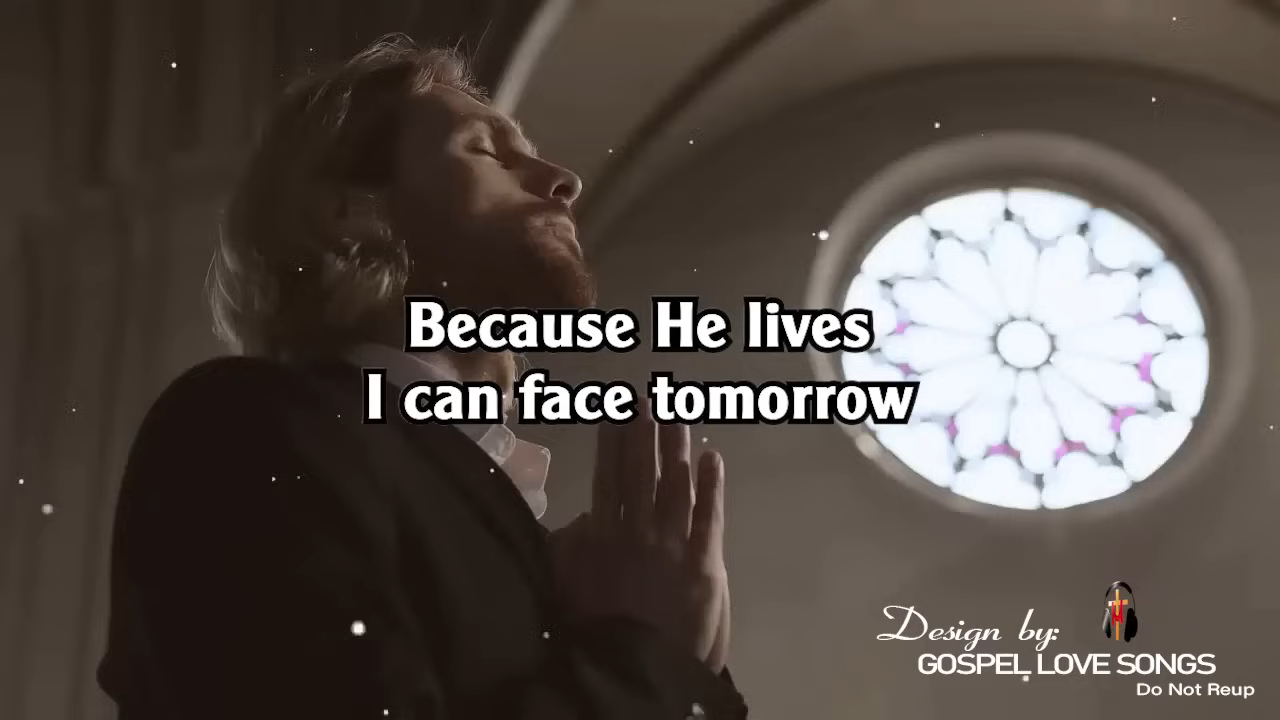 Because He lives
I can face tomorrow
Design by:
GOSPEL LOVE SONGS
Do Not Reup